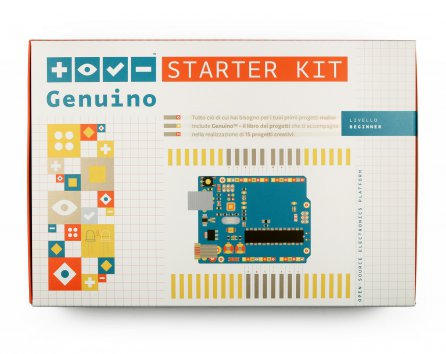 STARTER KIT
Genuino™
Tutto ciò di cui hai bisogno per i tuoi primi progetti maker.
Include Genuino™ - il libro dei progetti che ti accompagna
nella realizzazione di 15 progetti creativi.
LIVELLO
BEGINNER
OPEN SOURCE ELECTRONICS PLATFORM